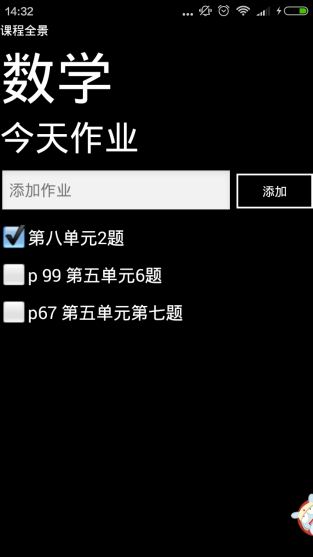 14:32
课程全景
数学
今天作业
添加作业 添加
第八单元2题
p 99 第五单元6题
p67 第五单元第七题